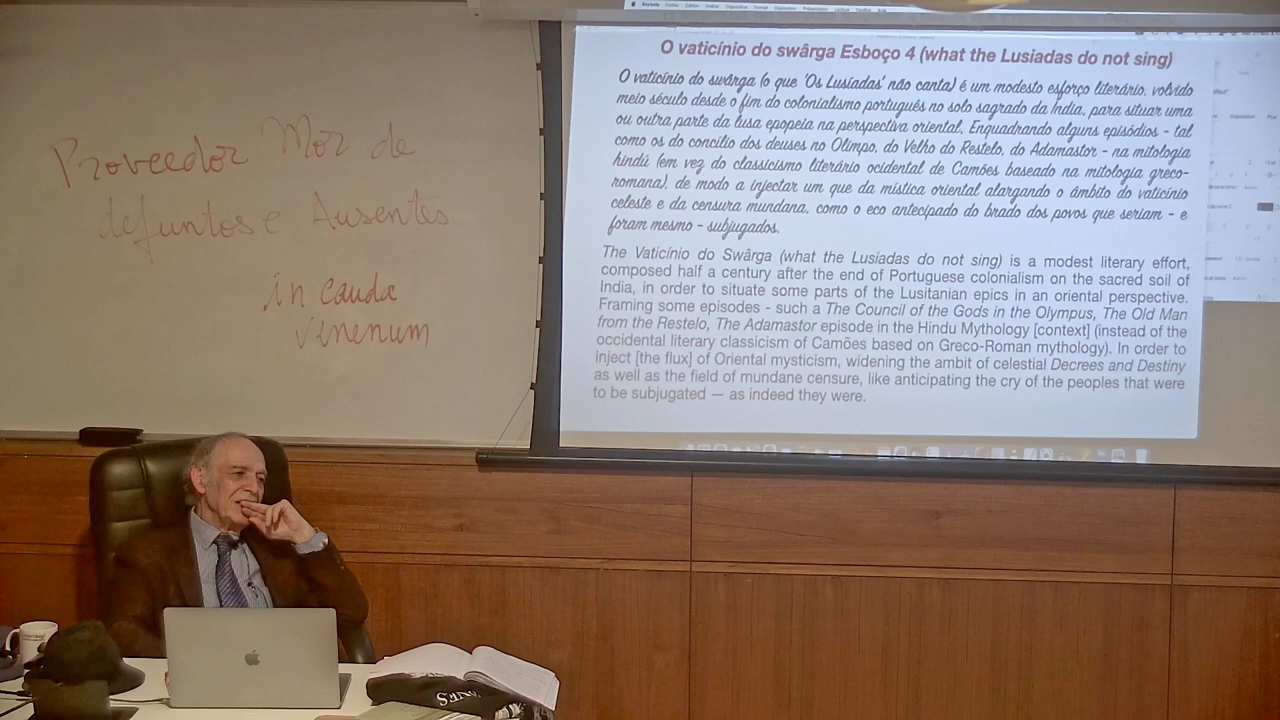 Proveedor Mor de
defuntos e Ausentes
in cauda
venenum
O vaticínio do swârga Esboço 4 (what the Lusiadas do not sing)
O vaticínio do swârga (o que 'Os Lusíadas' não canta) é um modesto esforço literário, volvido
meio século desde o fim do colonialismo português no solo sagrado da Índia, para situar uma
ou outra parte da lusa epopeia na perspectiva oriental. Enquadrando alguns episódios - tal
como os do concílio dos deuses no Olimpo, do Velho do Restelo, do Adamastor - na mitologia
hindú (em vez do classicismo literário ocidental de Camões baseado na mitologia greco-
romana), de modo a injectar um que da mística oriental alargando o âmbito do vaticínio
celeste e da censura mundana, como o eco antecipado do brado dos povos que seriam - e
foram mesmo - subjugados.
The Vaticínio do Swârga (what the Lusiadas do not sing) is a modest literary effort,
composed half a century after the end of Portuguese colonialism on the sacred soil of
India, in order to situate some parts of the Lusitanian epics in an oriental perspective.
Framing some episodes - such a The Council of the Gods in the Olympus, The Old Man
from the Restelo, The Adamastor episode in the Hindu Mythology [context] (instead of the
occidental literary classicism of Camões based on Greco-Roman mythology). In order to
inject [the flux] of Oriental mysticism, widening the ambit of celestial Decrees and Destiny
as well as the field of mundane censure, like anticipating the cry of the peoples that were
to be subjugated — as indeed they were.